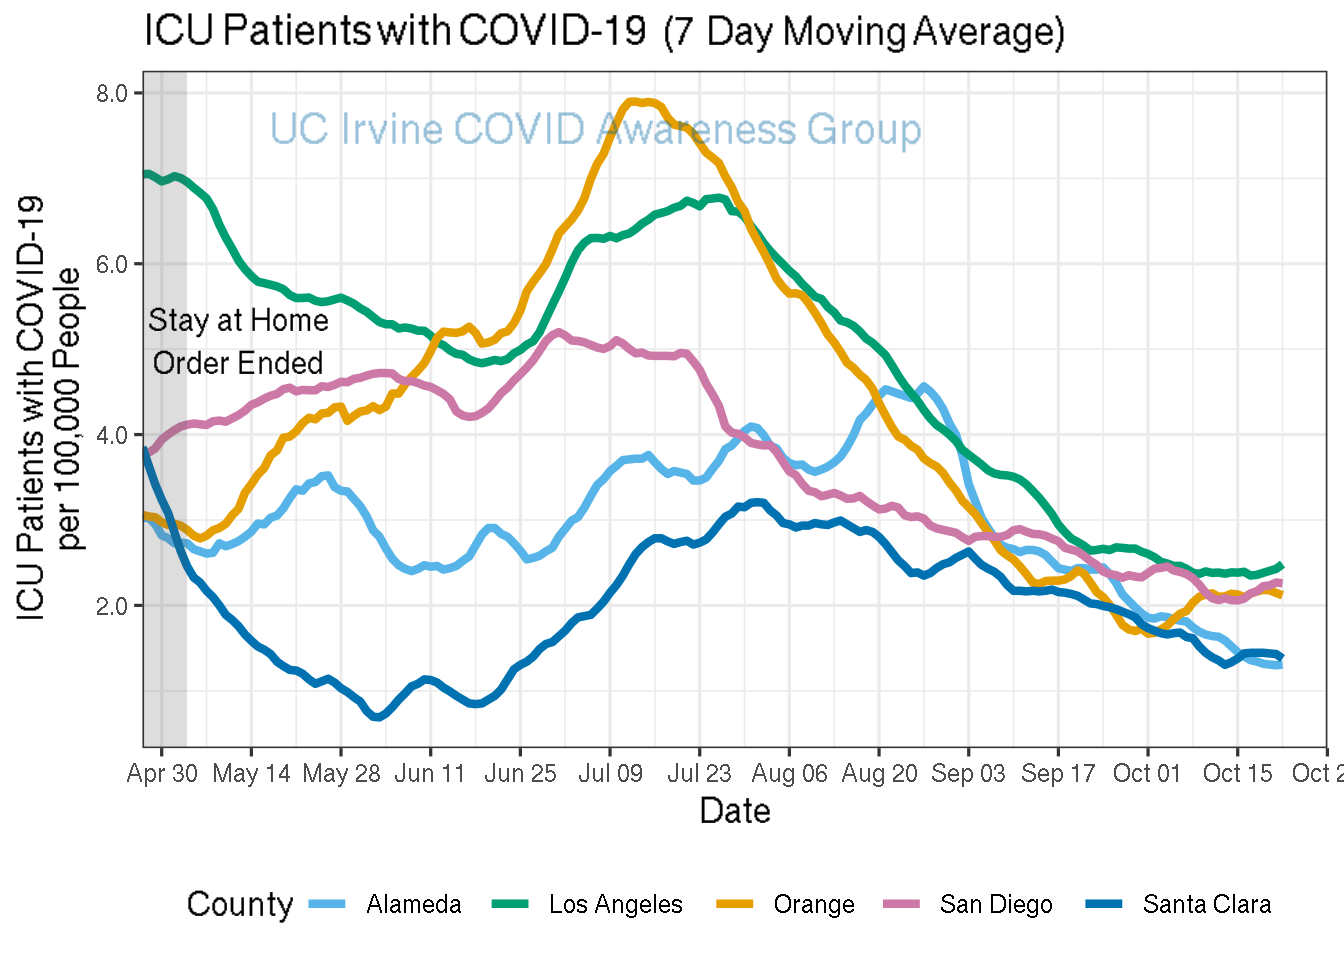 ICU Patients with COVID-19 (7 Day Moving Average)
UC Irvine COVID Awareness Group
ICU Patients with COVID-19
per 100,000 People
8.0
6.0
4.0
2.0
Stay at Home
Order Ended
Apr 30 May 14 May 28 Jun 11 Jun 25 Jul 09 Jul 23 Aug 06 Aug 20 Sep 03 Sep 17 Oct 01 Oct 15 Oct 2
Date
County Alameda Los Angeles Orange San Diego Santa Clara